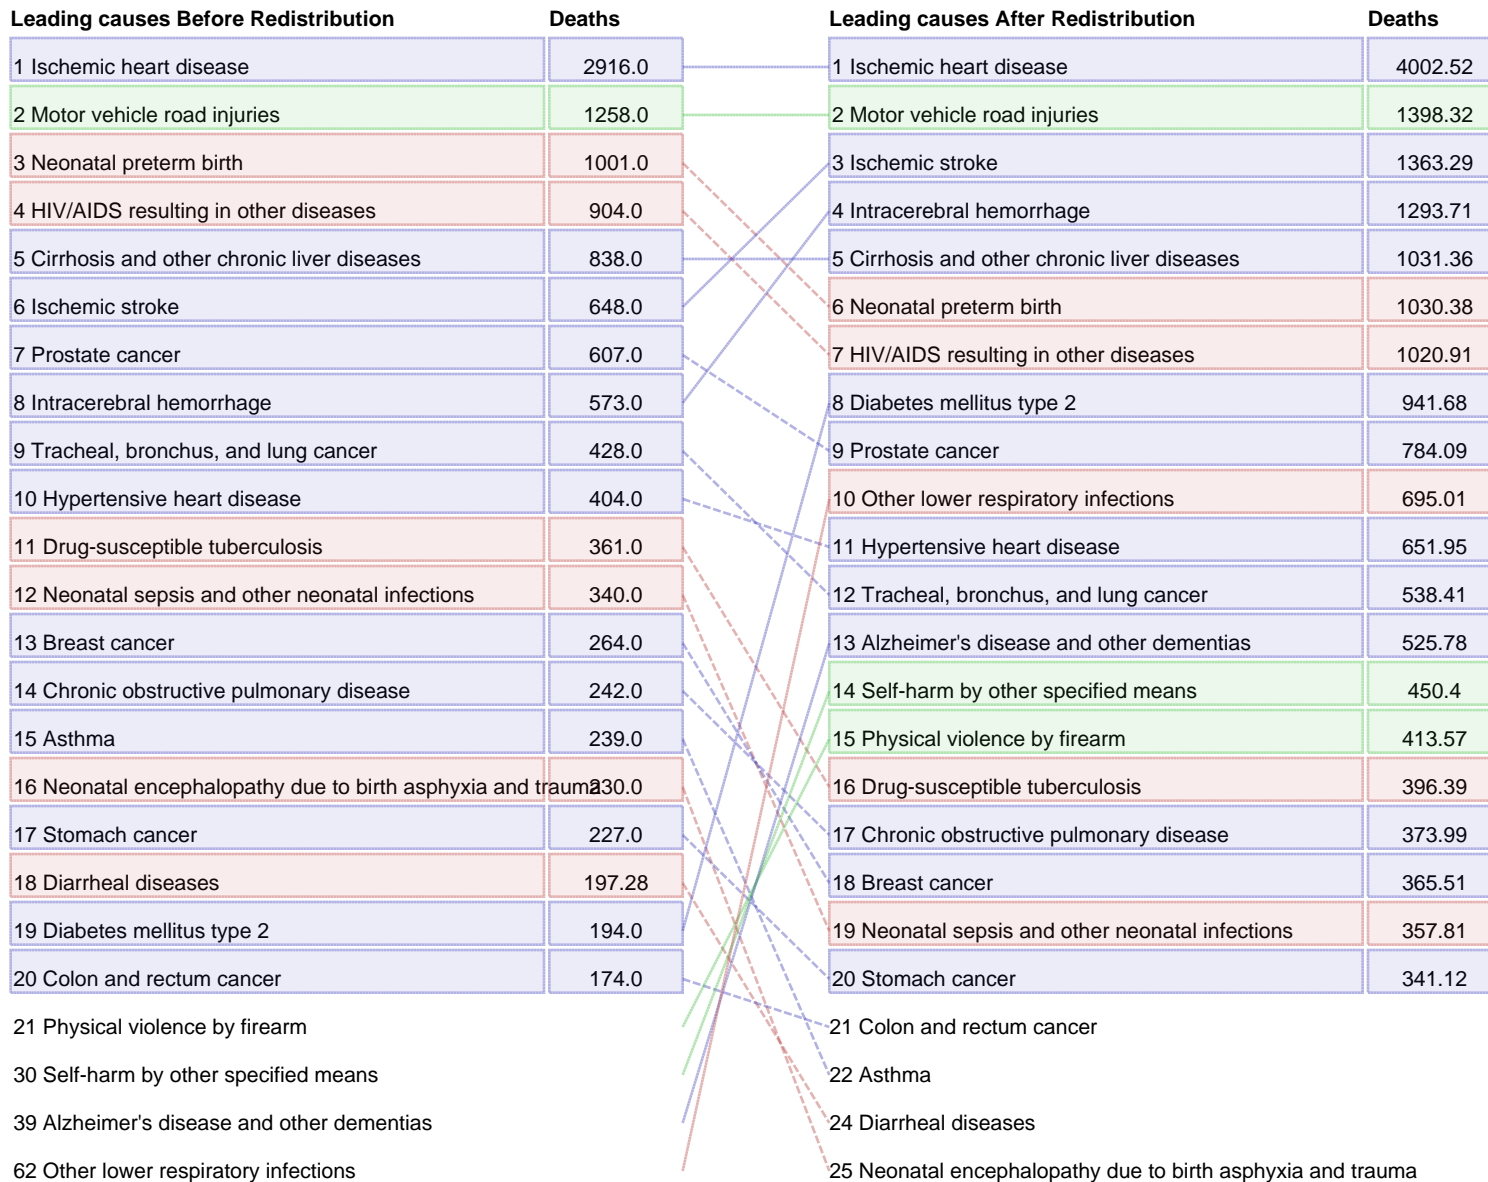 Leading causes Before Redistribution Deaths Leading causes After Redistribution Deaths
1 Ischemic heart disease 2916.0 1 Ischemic heart disease 4002.52
2 Motor vehicle road injuries 1258.0 2 Motor vehicle road injuries 1398.32
3 Neonatal preterm birth 1001.0 3 Ischemic stroke 1363.29
4 HIV/AIDS resulting in other diseases 904.0 4 Intracerebral hemorrhage 1293.71
5 Cirrhosis and other chronic liver diseases 838.0 5 Cirrhosis and other chronic liver diseases 1031.36
6 Ischemic stroke 648.0 6 Neonatal preterm birth 1030.38
7 Prostate cancer 607.0 7 HIV/AIDS resulting in other diseases 1020.91
8 Intracerebral hemorrhage 573.0 8 Diabetes mellitus type 2 941.68
9 Tracheal, bronchus, and lung cancer 428.0 9 Prostate cancer 784.09
10 Hypertensive heart disease 404.0 10 Other lower respiratory infections 695.01
11 Drug-susceptible tuberculosis 361.0 11 Hypertensive heart disease 651.95
12 Neonatal sepsis and other neonatal infections 340.0 12 Tracheal, bronchus, and lung cancer 538.41
13 Breast cancer 264.0 13 Alzheimer's disease and other dementias 525.78
14 Chronic obstructive pulmonary disease 242.0 14 Self-harm by other specified means 450.4
15 Asthma 239.0 15 Physical violence by firearm 413.57
16 Neonatal encephalopathy due to birth asphyxia and trauma 230.0 16 Drug-susceptible tuberculosis 396.39
17 Stomach cancer 227.0 17 Chronic obstructive pulmonary disease 373.99
18 Diarrheal diseases 197.28 18 Breast cancer 365.51
19 Diabetes mellitus type 2 194.0 19 Neonatal sepsis and other neonatal infections 357.81
20 Colon and rectum cancer 174.0 20 Stomach cancer 341.12
21 Physical violence by firearm 21 Colon and rectum cancer
30 Self-harm by other specified means 22 Asthma
39 Alzheimer's disease and other dementias 24 Diarrheal diseases
62 Other lower respiratory infections 25 Neonatal encephalopathy due to birth asphyxia and trauma